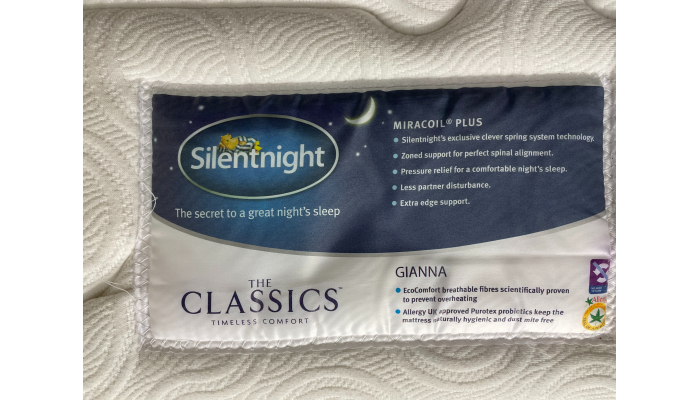 Silentnight
The secret to a great night's sleep
MIRACOIL® PLUS
Silentnight's exclusive clever spring system technology.
Zoned support for perfect spinal alignment.
Pressure relief for a comfortable night's sleep.
Less partner disturbance.
Extra edge support.
THE
CLASSICS™
TIMELESS COMFORT
GIANNA
EcoComfort breathable fibres scientifically proven
to prevent overheating
Allergy UK approved Purotex probiotics keep the
mattress naturally hygienic and dust mite free